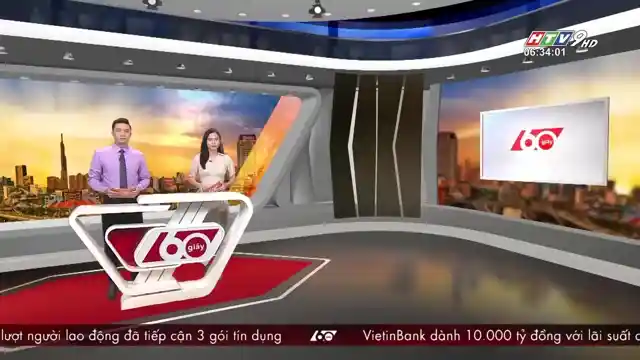 HTV9 HD
06:34:01
60 giây
60 giây
lượt người lao động đã tiếp cận 3 gói tín dụng 60 giây VietinBank dành 10.000 tỷ đồng với lãi suất